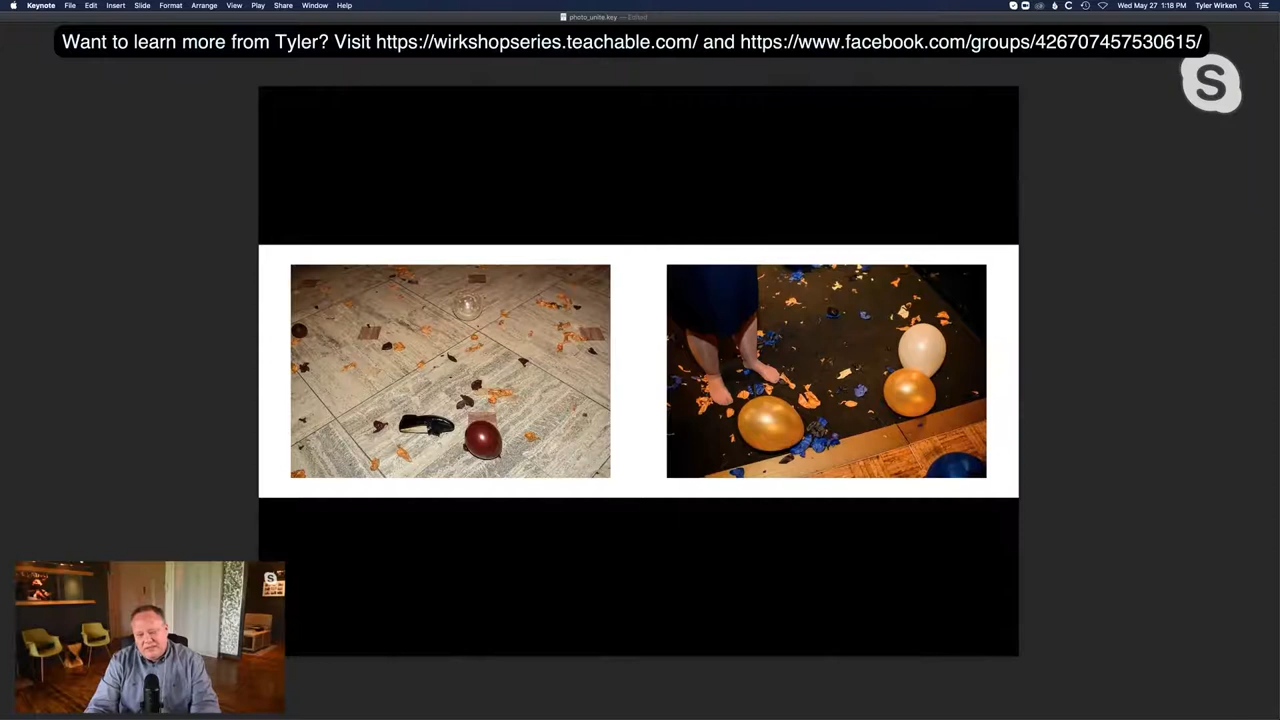 Keynote File Edit Insert Slide Format Arrange View Play Share Window Help Wed May 27 1:18 PM Tyler Wirken
photo_unite.key — Edited
Want to learn more from Tyler? Visit https://wirkshopseries.teachable.com/ and https://www.facebook.com/groups/426707457530615/
S
S